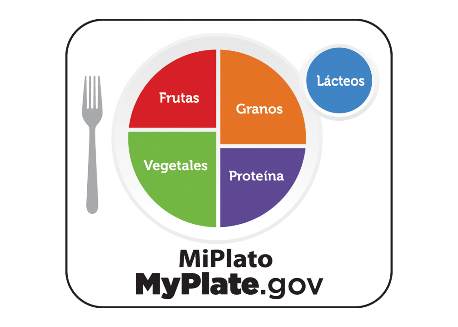 Frutas
Granos
Lácteos
Vegetales
Proteína
MiPlato
MyPlate.gov